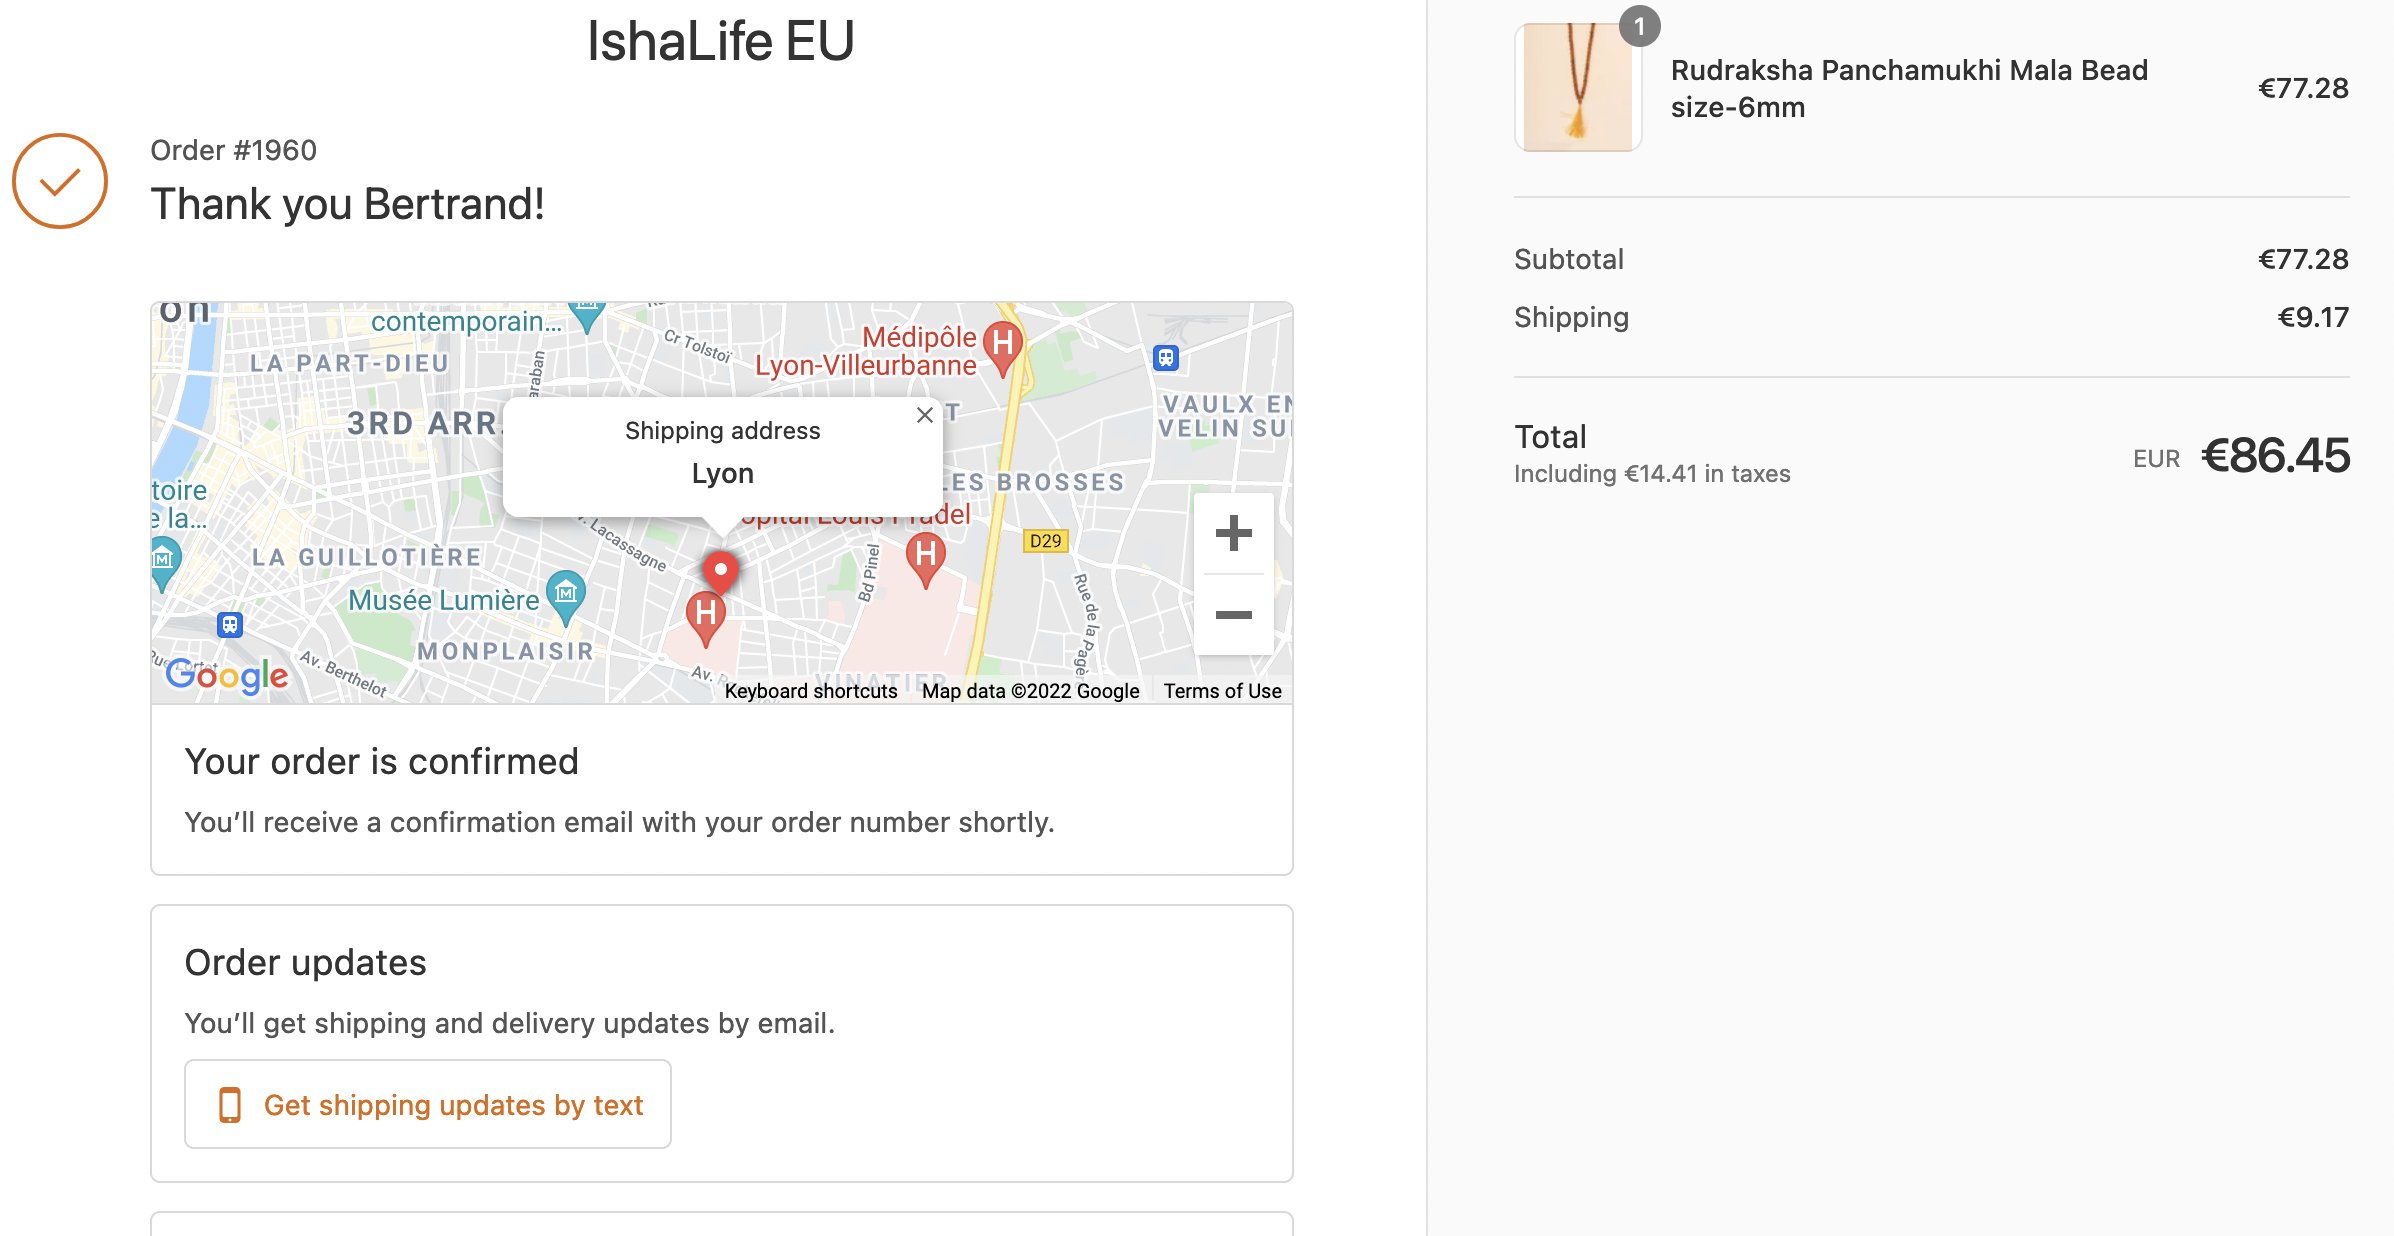 IshaLife EU
Order #1960
Thank you Bertrand!
on
contemporain...
Cr Tolstoï
Médipôle
Lyon-Villeurbanne
LA PART-DIEU
3RD ARR.
VAULX EN
VELIN SU
Shipping address
Lyon
LES BROSSES
toire
e la...
Lacassagne
D29
LA GUILLOTIÈRE
Bd Pinel
Musée Lumière
Rue de la Pagère
MONPLAISIR
Av. Berthelot
Av.
VINATIER
Google
Keyboard shortcuts
Map data ©2022 Google
Terms of Use
Your order is confirmed
You’ll receive a confirmation email with your order number shortly.
Order updates
You’ll get shipping and delivery updates by email.
Get shipping updates by text
1
Rudraksha Panchamukhi Mala Bead
size-6mm
€77.28
Subtotal
€77.28
Shipping
€9.17
Total
Including €14.41 in taxes
EUR €86.45